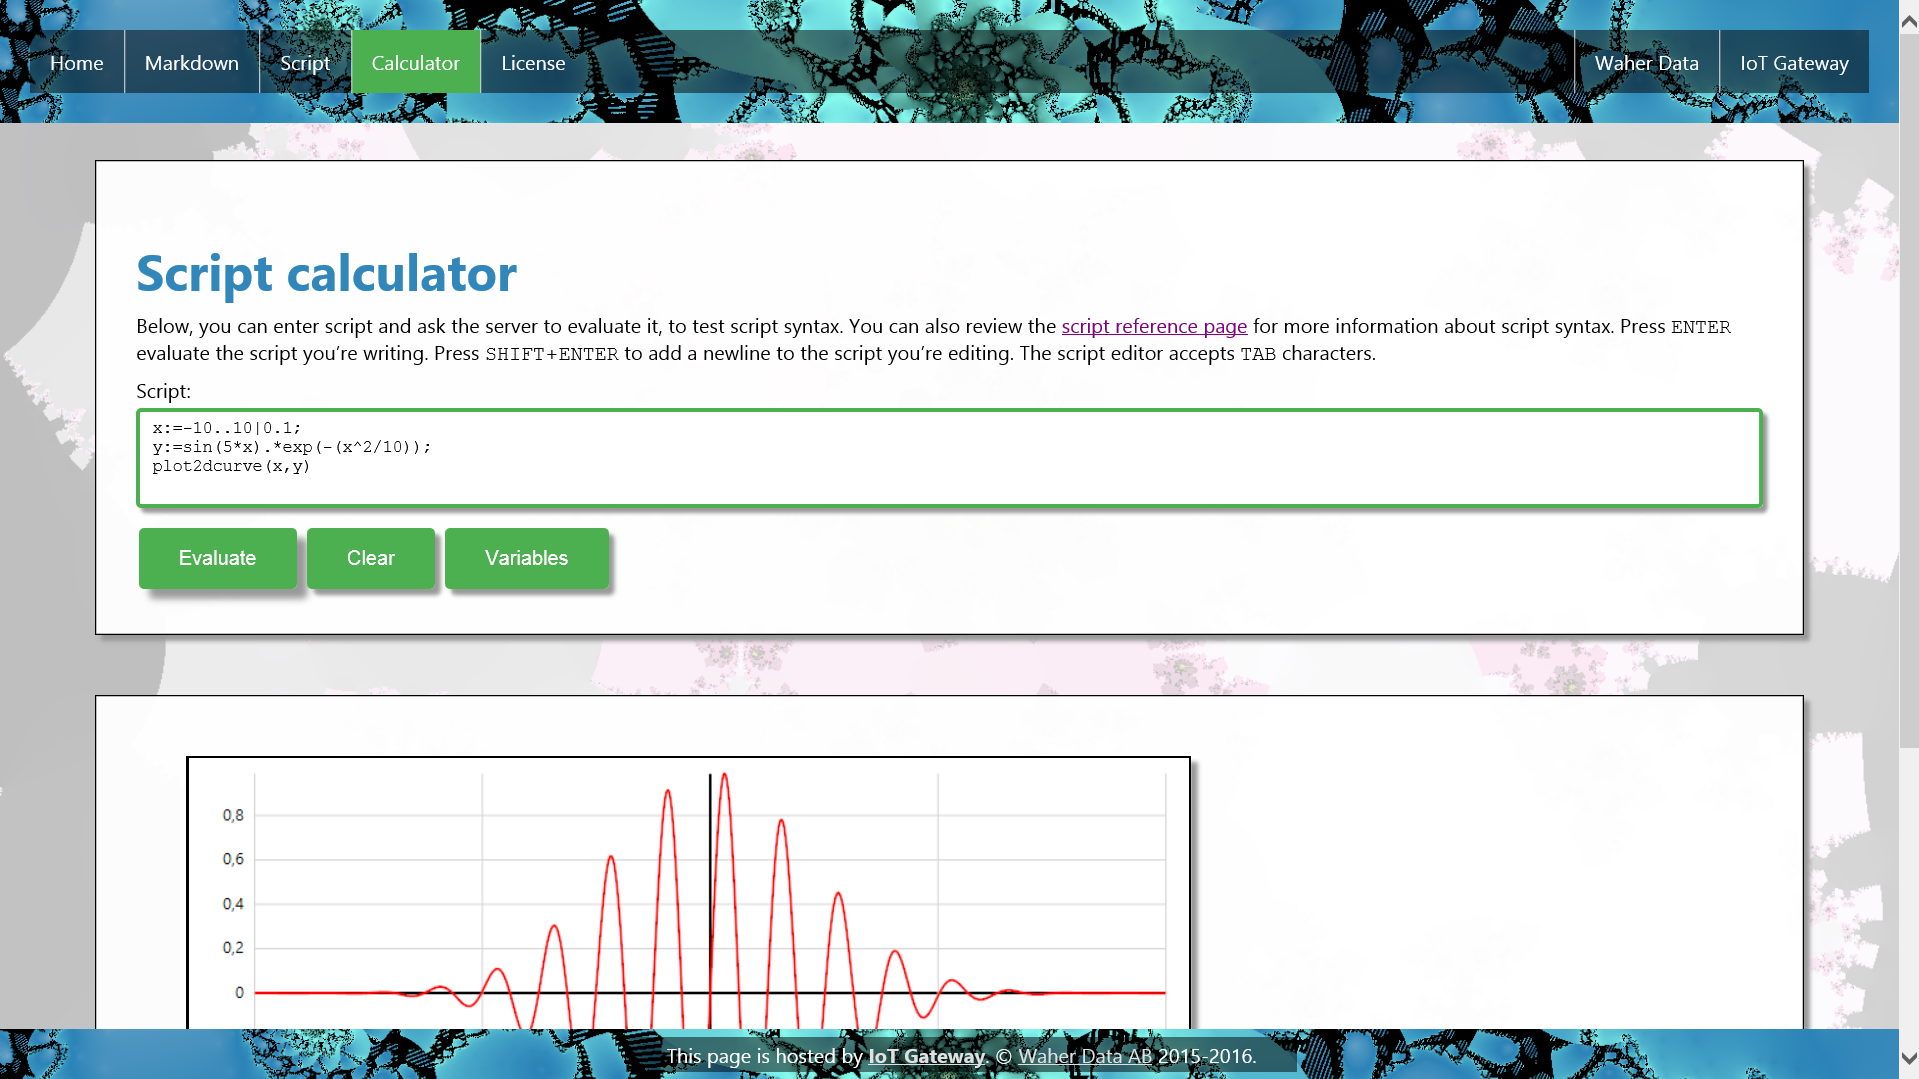 Home Markdown Script Calculator License Waher Data IoT Gateway
Script calculator
Below, you can enter script and ask the server to evaluate it, to test script syntax. You can also review the script reference page for more information about script syntax. Press ENTER
evaluate the script you’re writing. Press SHIFT+ENTER to add a newline to the script you’re editing. The script editor accepts TAB characters.
Script:
x:=-10..10|0.1;
y:=sin(5*x).*exp(-(x^2/10));
plot2dcurve(x,y)
Evaluate Clear Variables
0,8
0,6
0,4
0,2
0
This page is hosted by IoT Gateway. © Waher Data AB 2015-2016.